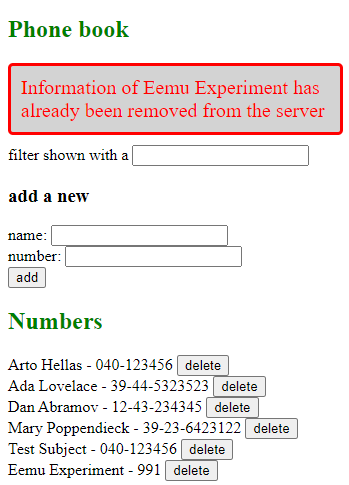 Phone book
Information of Eemu Experiment has
already been removed from the server
filter shown with a
add a new
name:
number:
add
Numbers
Arto Hellas - 040-123456 delete
Ada Lovelace - 39-44-5323523 delete
Dan Abramov - 12-43-234345 delete
Mary Poppendieck - 39-23-6423122 delete
Test Subject - 040-123456 delete
Eemu Experiment - 991 delete